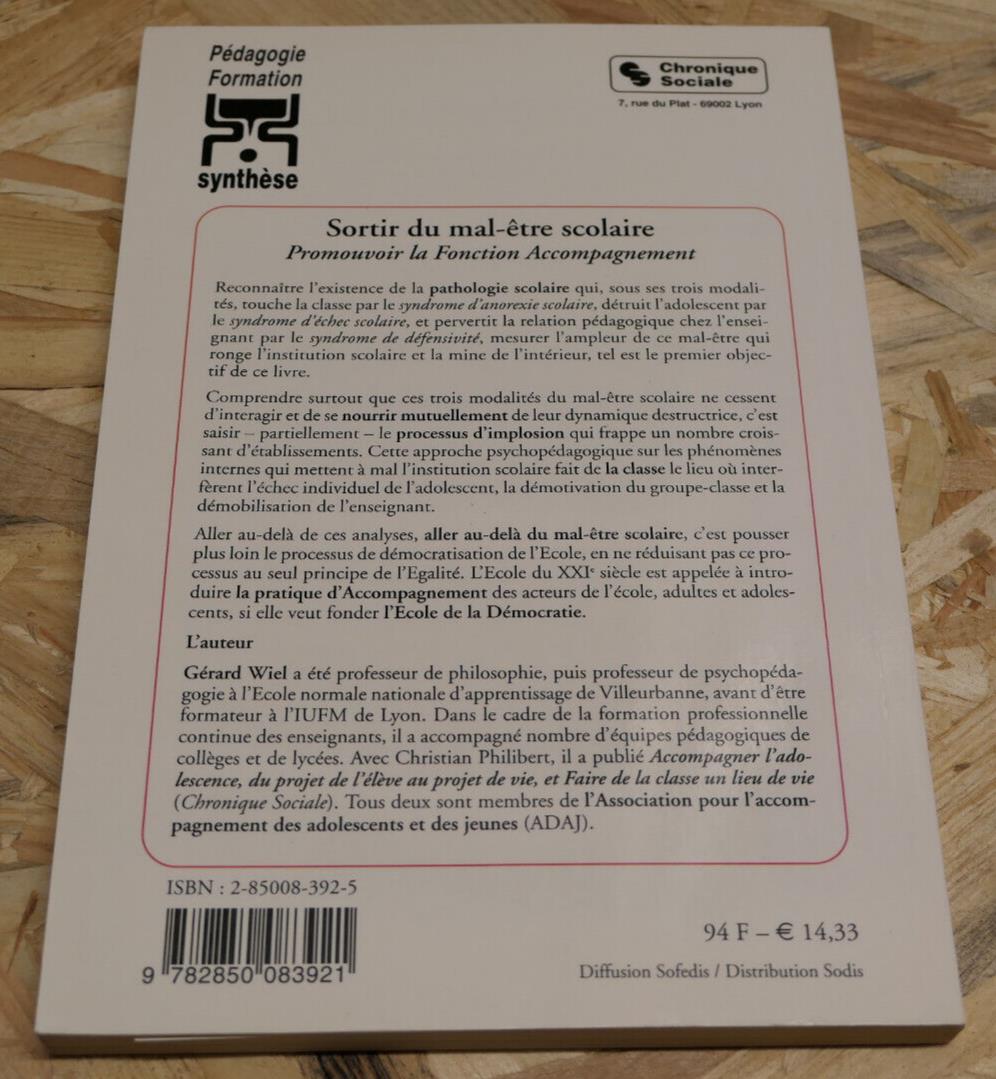 Pédagogie
Formation
synthèse
Chronique
Sociale
7, rue du Plat - 69002 Lyon
Sortir du mal-être scolaire
Promouvoir la Fonction Accompagnement
Reconnaître l'existence de la pathologie scolaire qui, sous ses trois modali-
tés, touche la classe par le syndrome d'anorexie scolaire, détruit l'adolescent par
le syndrome d'échec scolaire, et pervertit la relation pédagogique chez l'ensei-
gnant par le syndrome de défensivité, mesurer l'ampleur de ce mal-être qui
ronge l'institution scolaire et la mine de l'intérieur, tel est le premier objec-
tif de ce livre.
Comprendre surtout que ces trois modalités du mal-être scolaire ne cessent
d'interagir et de se nourrir mutuellement de leur dynamique destructrice, c'est
saisir – partiellement – le processus d'implosion qui frappe un nombre crois-
sant d'établissements. Cette approche psychopédagogique sur les phénomènes
internes qui mettent à mal l'institution scolaire fait de la classe le lieu où inter-
fèrent l'échec individuel de l'adolescent, la démotivation du groupe-classe et la
démobilisation de l'enseignant.
Aller au-delà de ces analyses, aller au-delà du mal-être scolaire, c'est pousser
plus loin le processus de démocratisation de l'Ecole, en ne réduisant pas ce pro-
cessus au seul principe de l'Egalité. L'Ecole du XXIe siècle est appelée à intro-
duire la pratique d'Accompagnement des acteurs de l'école, adultes et adoles-
cents, si elle veut fonder l'Ecole de la Démocratie.
L'auteur
Gérard Wiel a été professeur de philosophie, puis professeur de psychopéda-
gogie à l'Ecole normale nationale d'apprentissage de Villeurbanne, avant d'être
formateur à l'IUFM de Lyon. Dans le cadre de la formation professionnelle
continue des enseignants, il a accompagné nombre d'équipes pédagogiques de
collèges et de lycées. Avec Christian Philibert, il a publié Accompagner l'ado-
lescence, du projet de l'élève au projet de vie, et Faire de la classe un lieu de vie
(Chronique Sociale). Tous deux sont membres de l'Association pour l'accom-
pagnement des adolescents et des jeunes (ADAJ).
ISBN : 2-85008-392-5
9 782850 083921
94 F – € 14,33
Diffusion Sofedis / Distribution Sodis